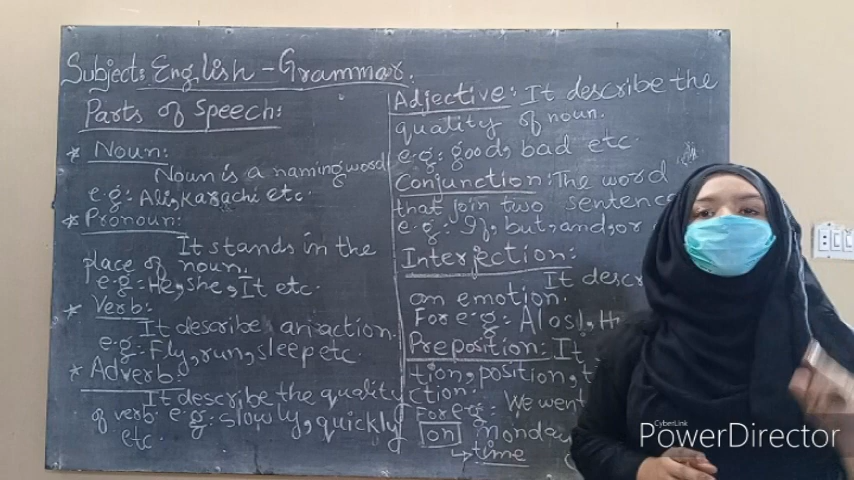 Subject: English - Grammar.
Parts of Speech:
* Noun:
Noun is a naming word
e.g: Ali, Karachi etc.
* Pronoun:
It stands in the
place of noun.
e.g: He, she, It etc.
* Verb:
It describe an action.
e.g: Fly, run, sleep etc.
* Adverb:
It describe the quality
of verb. e.g: slowly, quickly
etc.
Adjective: It describe the
quality of noun.
e.g: good, bad etc.
Conjunction: The word
that join two sentence
e.g: If, but, and, or
Interjection:
It descr
an emotion.
For e.g: Alas!,
Preposition: It
tion, position,
ction.
For e.g: We went
on Monday
time
CyberLink
PowerDirector